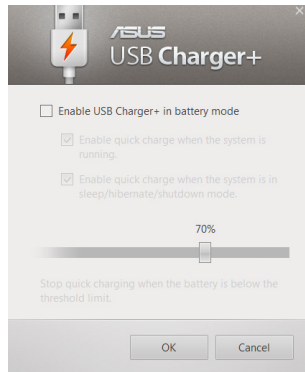 ASUS
USB Charger+
Enable USB Charger+ in battery mode
Enable quick charge when the system is
running.
Enable quick charge when the system is in
sleep/hibernate/shutdown mode.
70%
Stop quick charging when the battery is below the
threshold limit.
OK
Cancel